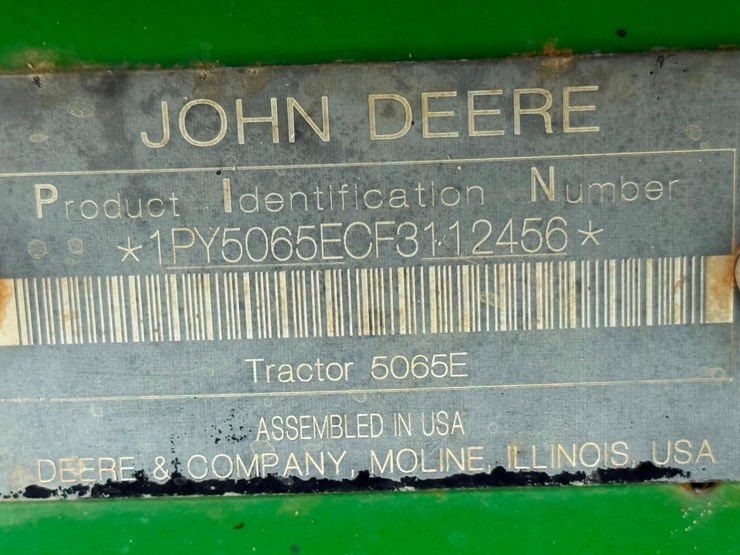 JOHN DEERE
Product Identification Number
*1PY5065ECF3112456*
Tractor 5065E
ASSEMBLED IN USA
DEERE & COMPANY, MOLINE, ILLINOIS, USA